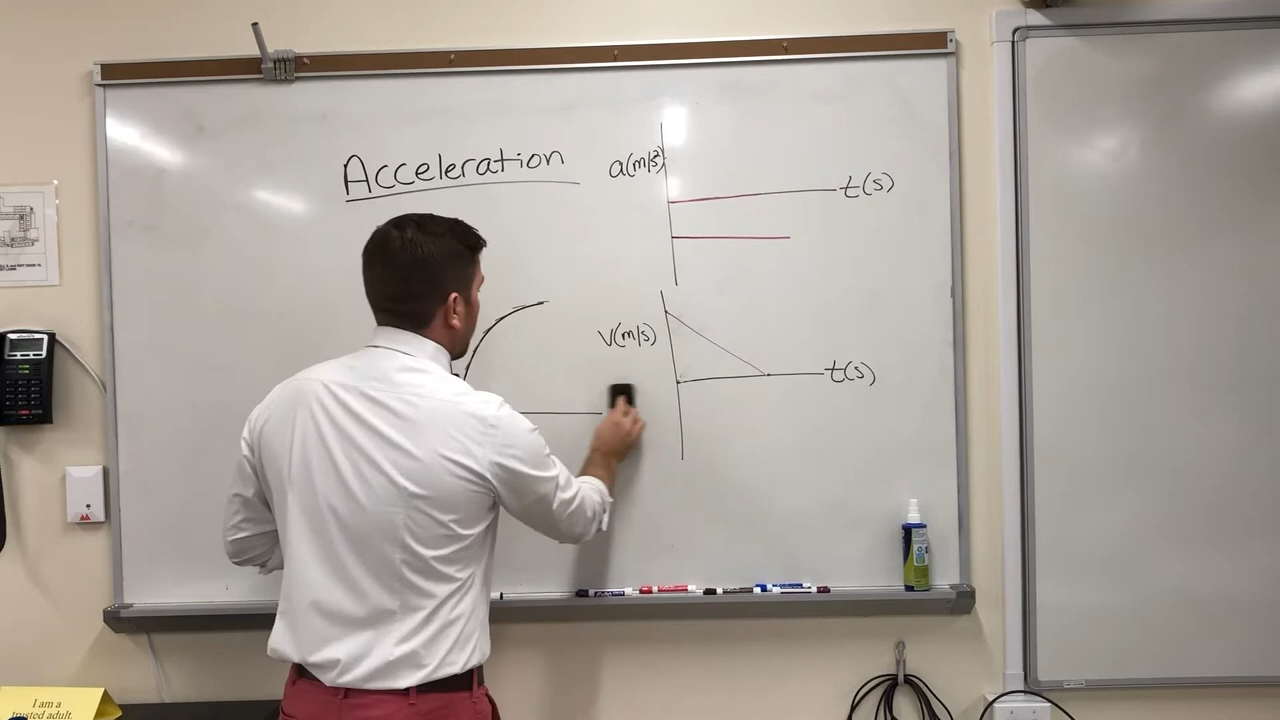 Acceleration
a(m/s²)
t(s)
v(m/s)
t(s)
I am a
trusted adult.